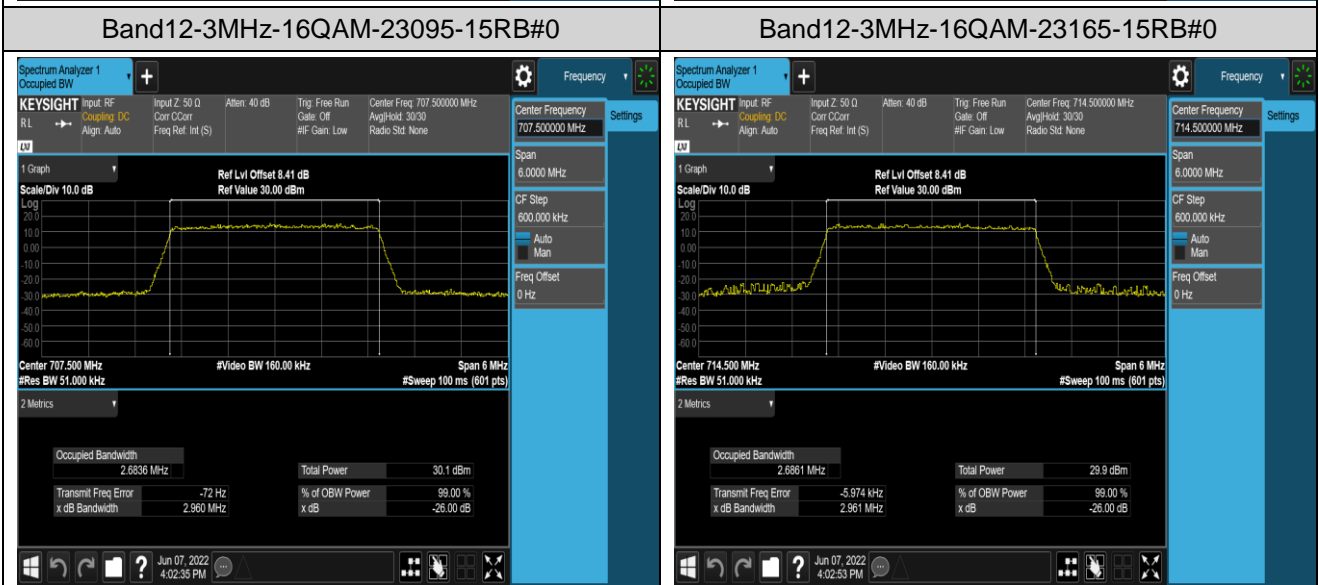 Band12-3MHz-16QAM-23095-15RB#0
Spectrum Analyzer 1
Occupied BW
Frequency
KEYSIGHT Input: RF Input Z: 50 Ω Atten: 40 dB Trig: Free Run Center Freq: 707.500000 MHz
RL Coupling: DC Corr CCorr Gate: Off Avg|Hold: 30/30
Align: Auto Freq Ref: Int (S) #IF Gain: Low Radio Std: None
LXI
Center Frequency
707.500000 MHz
Settings
Span
6.0000 MHz
CF Step
600.000 kHz
Auto
Man
Freq Offset
0 Hz
1 Graph
Ref Lvl Offset 8.41 dB
Scale/Div 10.0 dB Ref Value 30.00 dBm
Log
20.0
10.0
0.00
-10.0
-20.0
-30.0
-40.0
-50.0
-60.0
Center 707.500 MHz #Video BW 160.00 kHz Span 6 MHz
#Res BW 51.000 kHz #Sweep 100 ms (601 pts)
2 Metrics
Occupied Bandwidth
2.6836 MHz Total Power 30.1 dBm
Transmit Freq Error -72 Hz % of OBW Power 99.00 %
x dB Bandwidth 2.960 MHz x dB -26.00 dB
? Jun 07, 2022
4:02:35 PM
Band12-3MHz-16QAM-23165-15RB#0
Spectrum Analyzer 1
Occupied BW
Frequency
KEYSIGHT Input: RF Input Z: 50 Ω Atten: 40 dB Trig: Free Run Center Freq: 714.500000 MHz
RL Coupling: DC Corr CCorr Gate: Off Avg|Hold: 30/30
Align: Auto Freq Ref: Int (S) #IF Gain: Low Radio Std: None
LXI
Center Frequency
714.500000 MHz
Settings
Span
6.0000 MHz
CF Step
600.000 kHz
Auto
Man
Freq Offset
0 Hz
1 Graph
Ref Lvl Offset 8.41 dB
Scale/Div 10.0 dB Ref Value 30.00 dBm
Log
20.0
10.0
0.00
-10.0
-20.0
-30.0
-40.0
-50.0
-60.0
Center 714.500 MHz #Video BW 160.00 kHz Span 6 MHz
#Res BW 51.000 kHz #Sweep 100 ms (601 pts)
2 Metrics
Occupied Bandwidth
2.6861 MHz Total Power 29.9 dBm
Transmit Freq Error -5.974 kHz % of OBW Power 99.00 %
x dB Bandwidth 2.961 MHz x dB -26.00 dB
? Jun 07, 2022
4:02:53 PM